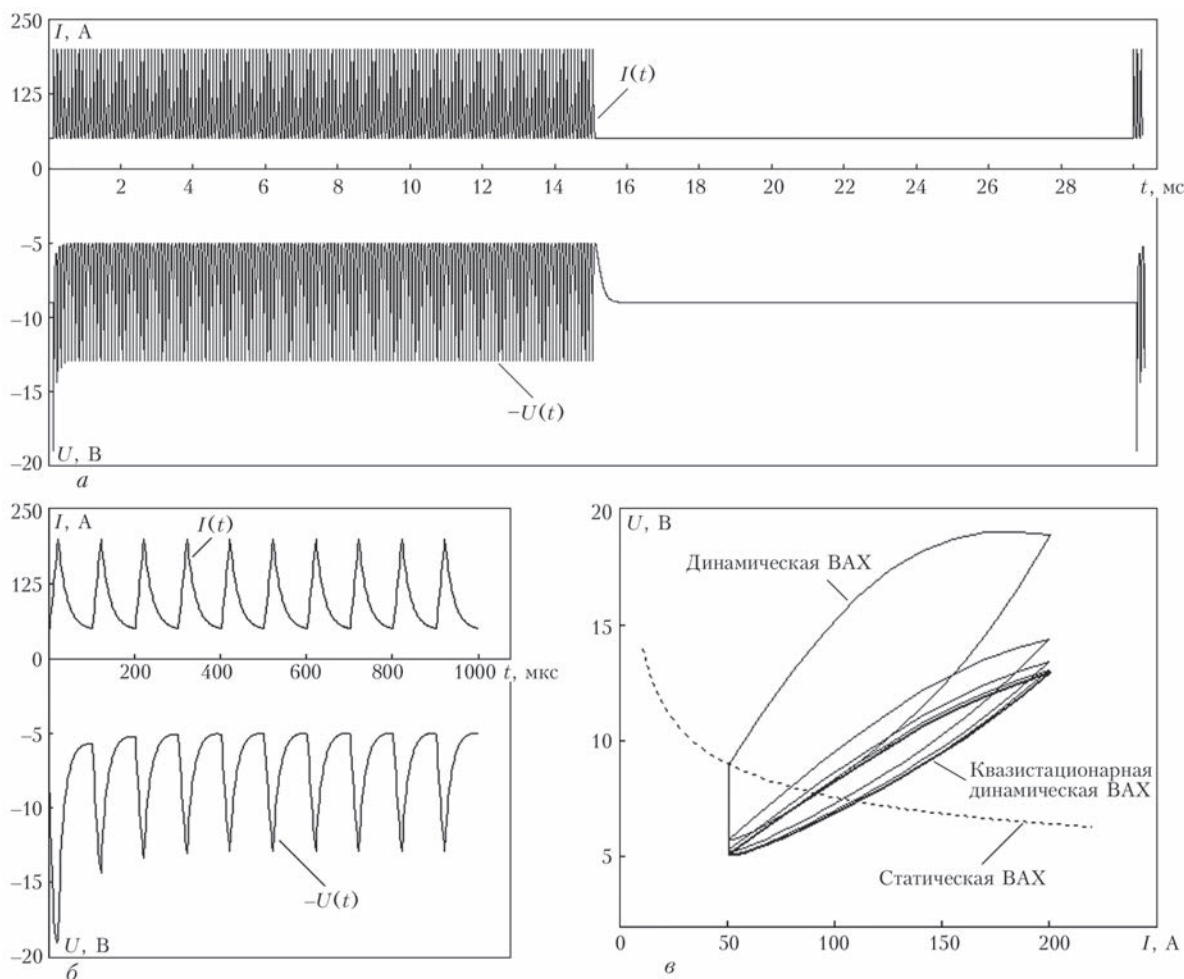 250
I, А
125
0
I(t)
2 4 6 8 10 12 14 16 18 20 22 24 26 28 t, мс
−5
−10
−15
−20
−U(t)
U, В
а
250
I, А
I(t)
125
0
200 400 600 800 1000 t, мкс
−5
−10
−15
−20
−U(t)
U, В
б
20
U, В
Динамическая ВАХ
15
10
Квазистационарная
динамическая ВАХ
5
Статическая ВАХ
0 50 100 150 200 I, А
в